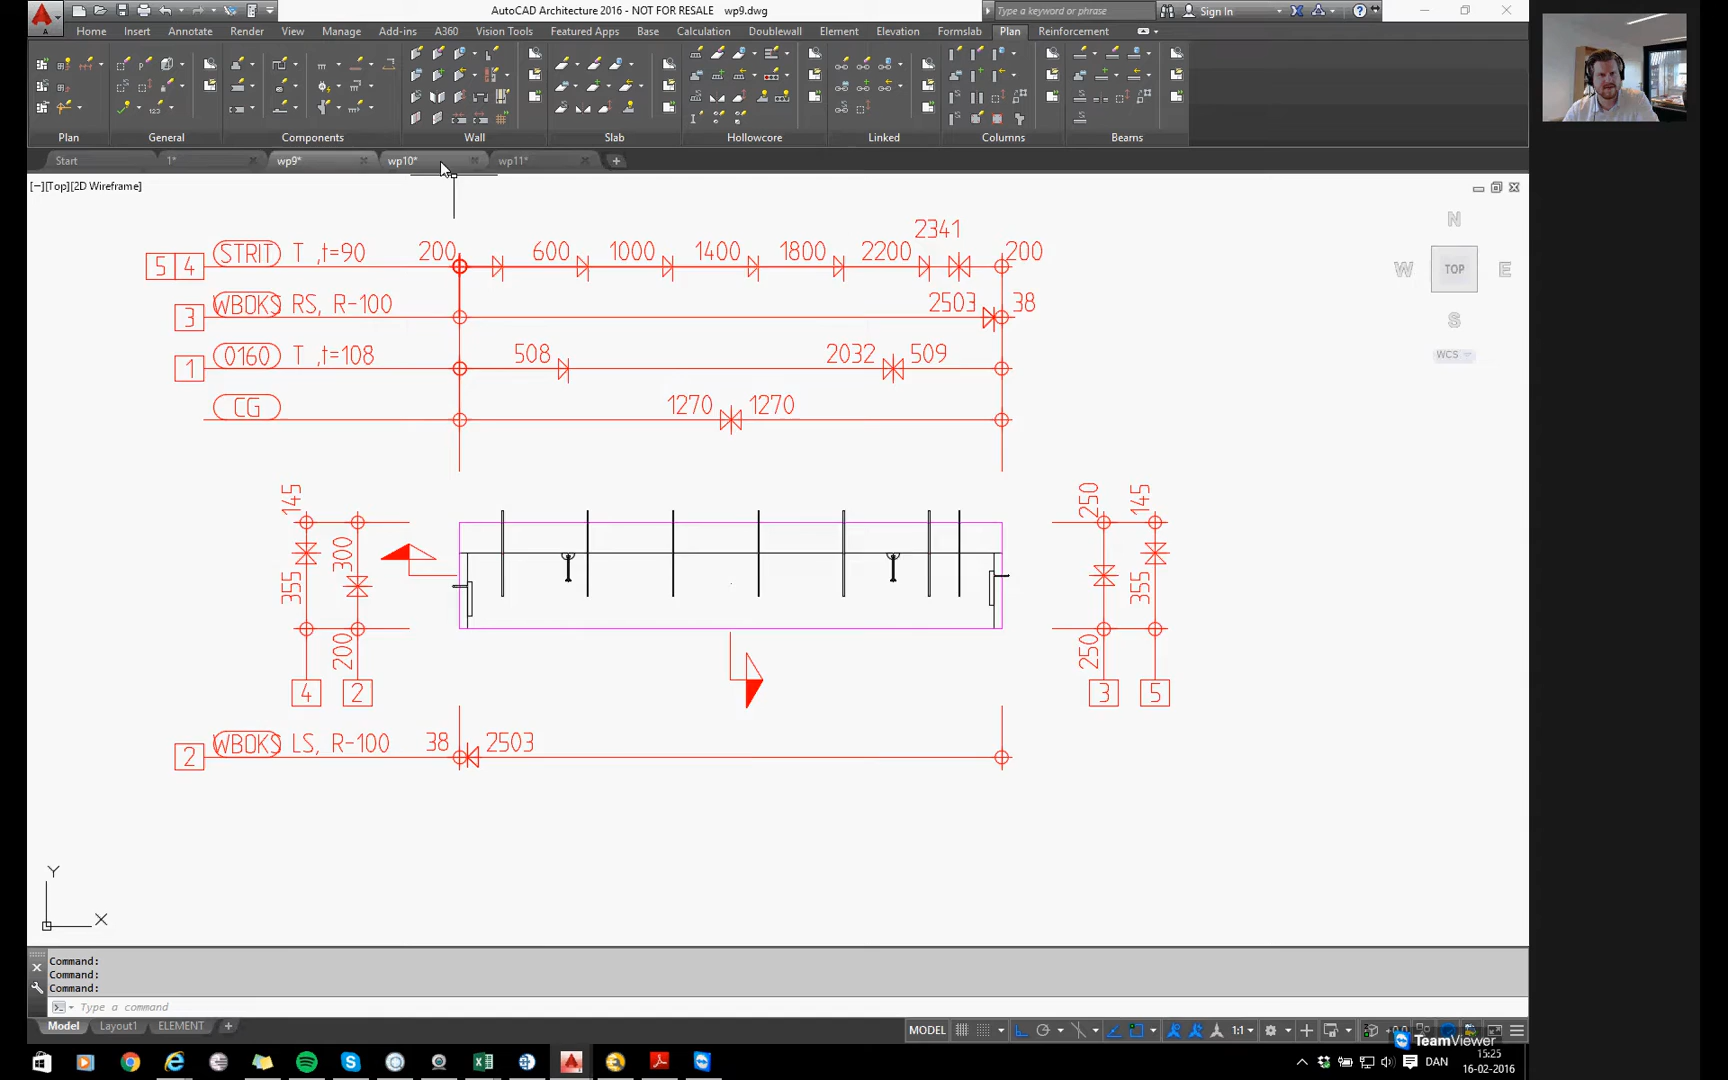 AutoCAD Architecture 2016 - NOT FOR RESALE wp9.dwg
Type a keyword or phrase
Sign In
Home Insert Annotate Render View Manage Add-ins Vision Tools Featured Apps A360 Base Calculation Doublewall Element Elevation Formslab Plan Reinforcement
Plan General Components Wall Slab Hollowcore Linked Columns Beams
Start 1* wp9* wp10* wp11*
[−][Top][2D Wireframe]
N
W TOP E
S
WCS
2341
5 4 STRIT T ,t=90 200 600 1000 1400 1800 2200 200
3 WBOKS RS, R-100 2503 38
1 0160 T ,t=108 508 2032 509
CG 1270 1270
145 250 145
300
355 355
200 250
4 2 3 5
2 WBOKS LS, R-100 38 2503
Y
X
Command:
Command:
Command:
Type a command
Model Layout1 ELEMENT
MODEL 1:1
TeamViewer
DAN 15:25
16-02-2016